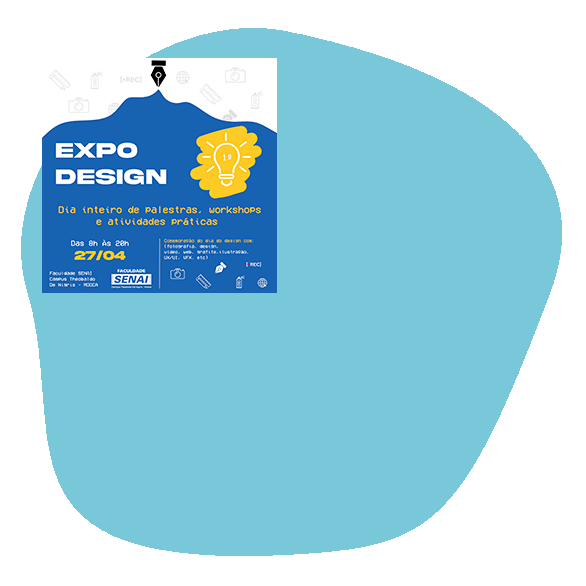 [•REC]
EXPO
DESIGN
1ª
Dia inteiro de palestras, workshops
e atividades práticas
Das 8h Às 20h
27/04
Faculdade SENAI
Campus Theobaldo
De Nigris - MOOCA
FACULDADE
SENAI
Comemoração do dia do design com:
(fotografia, design,
video, web, grafite,ilustração,
UX/UI, VFX, etc)
[•REC]